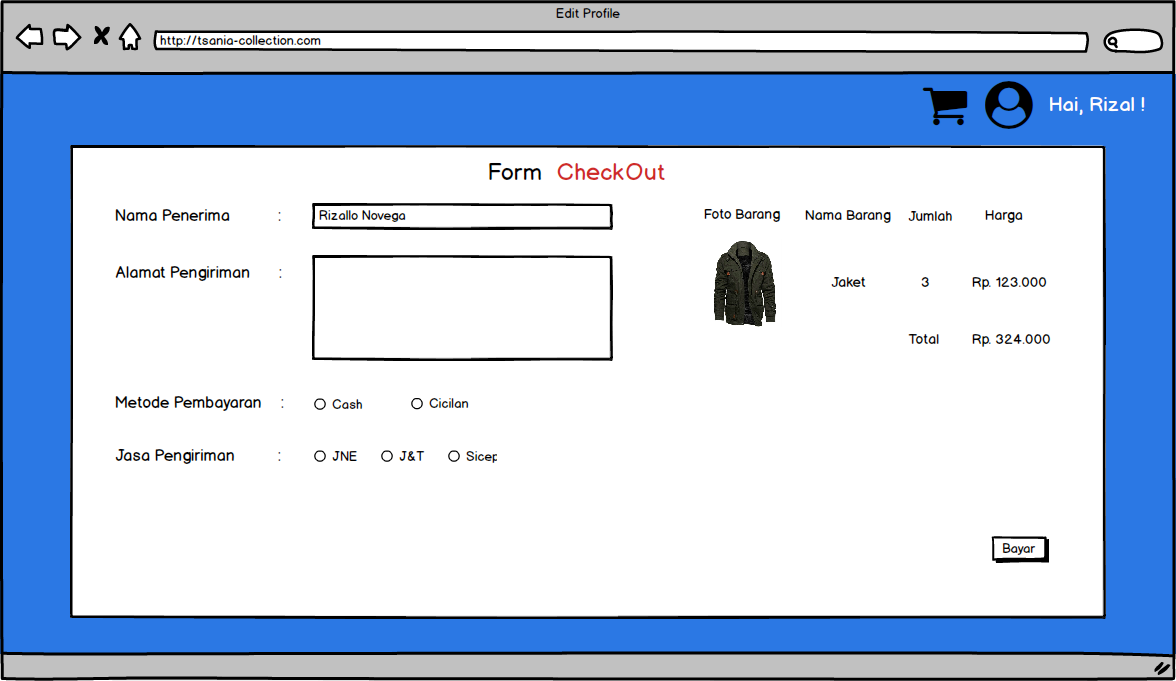 Edit Profile
http://tsania-collection.com
Hai, Rizal !
Form CheckOut
Nama Penerima : Rizallo Novega
Alamat Pengiriman :
Metode Pembayaran : Cash Cicilan
Jasa Pengiriman : JNE J&T Sicep
Foto Barang Nama Barang Jumlah Harga
Jaket 3 Rp. 123.000
Total Rp. 324.000
Bayar